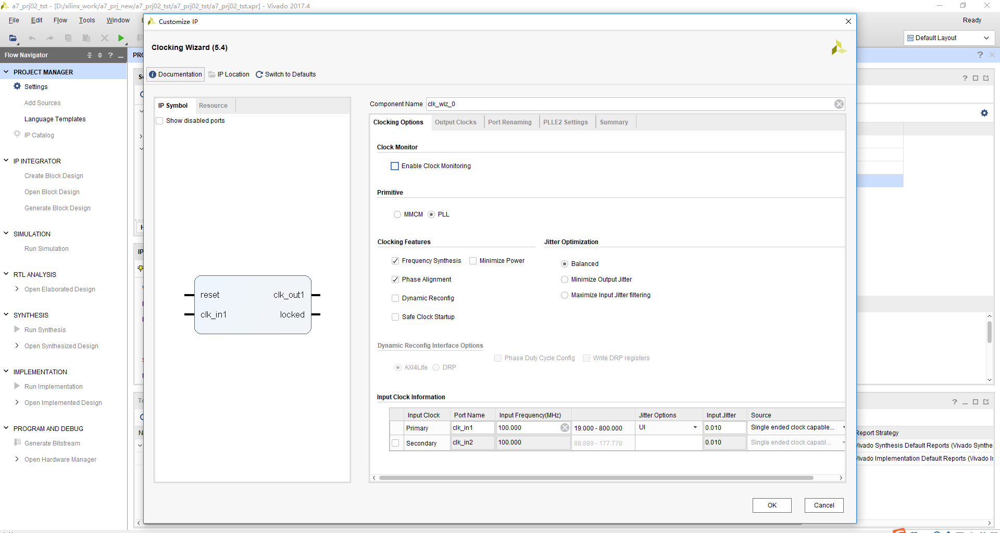 a7_prj02_tst - [D:/xilinx_work/a7_prj_new/a7_prj02_tst/a7_prj02_tst/a7_prj02_tst.xpr] - Vivado 2017.4
File Edit Flow Tools Window
Ready
Default Layout
Flow Navigator
PROJECT MANAGER
Settings
Add Sources
Language Templates
IP Catalog
IP INTEGRATOR
Create Block Design
Open Block Design
Generate Block Design
SIMULATION
Run Simulation
RTL ANALYSIS
Open Elaborated Design
SYNTHESIS
Run Synthesis
Open Synthesized Design
IMPLEMENTATION
Run Implementation
Open Implemented Design
PROGRAM AND DEBUG
Generate Bitstream
Open Hardware Manager
Customize IP
Clocking Wizard (5.4)
Documentation IP Location Switch to Defaults
IP Symbol Resource
Show disabled ports
reset clk_out1
clk_in1 locked
Component Name clk_wiz_0
Clocking Options Output Clocks Port Renaming PLLE2 Settings Summary
Clock Monitor
Enable Clock Monitoring
Primitive
MMCM PLL
Clocking Features
Frequency Synthesis Minimize Power
Phase Alignment
Dynamic Reconfig
Safe Clock Startup
Jitter Optimization
Balanced
Minimize Output Jitter
Maximize Input Jitter filtering
Dynamic Reconfig Interface Options
Phase Duty Cycle Config Write DRP registers
AXI4Lite DRP
Input Clock Information
Input Clock Port Name Input Frequency(MHz) Jitter Options Input Jitter Source
Primary clk_in1 100.000 19.000 - 800.000 UI 0.010 Single ended clock capable...
Secondary clk_in2 100.000 88.889 - 177.778 0.010 Single ended clock capabl...
OK Cancel
Report Strategy
Vivado Synthesis Default Reports (Vivado Synthe
Vivado Implementation Default Reports (Vivado I